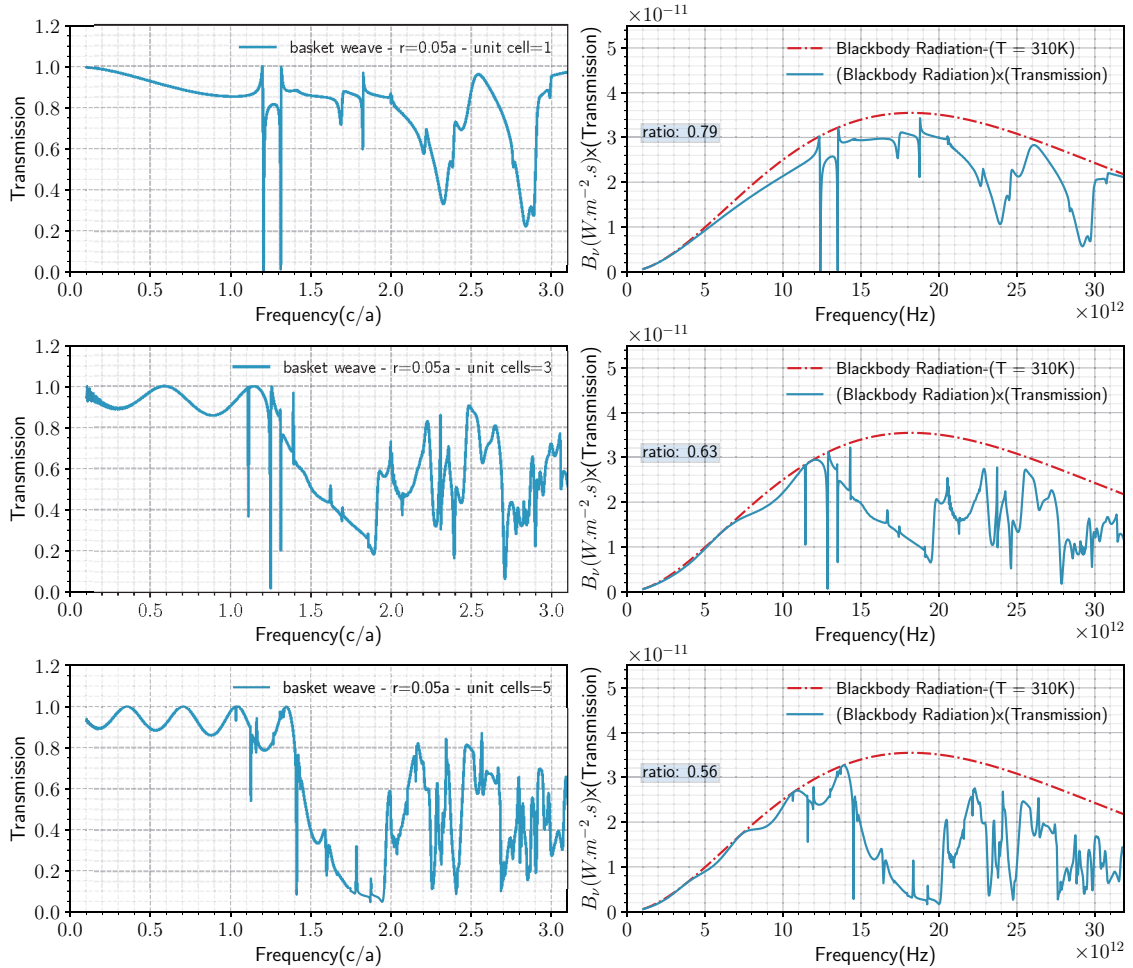 basket weave - r=0.05a - unit cell=1
Transmission
1.2
1.0
0.8
0.6
0.4
0.2
0.0
0.0 0.5 1.0 1.5 2.0 2.5 3.0
Frequency(c/a)
×10−11
Blackbody Radiation-(T = 310K)
(Blackbody Radiation)x(Transmission)
ratio: 0.79
Bν(W.m−2.s)x(Transmission)
5
4
3
2
1
0
0 5 10 15 20 25 30
Frequency(Hz)
×1012
basket weave - r=0.05a - unit cells=3
Transmission
1.2
1.0
0.8
0.6
0.4
0.2
0.0
0.0 0.5 1.0 1.5 2.0 2.5 3.0
Frequency(c/a)
×10−11
Blackbody Radiation-(T = 310K)
(Blackbody Radiation)x(Transmission)
ratio: 0.63
Bν(W.m−2.s)x(Transmission)
5
4
3
2
1
0
0 5 10 15 20 25 30
Frequency(Hz)
×1012
basket weave - r=0.05a - unit cells=5
Transmission
1.2
1.0
0.8
0.6
0.4
0.2
0.0
0.0 0.5 1.0 1.5 2.0 2.5 3.0
Frequency(c/a)
×10−11
Blackbody Radiation-(T = 310K)
(Blackbody Radiation)x(Transmission)
ratio: 0.56
Bν(W.m−2.s)x(Transmission)
5
4
3
2
1
0
0 5 10 15 20 25 30
Frequency(Hz)
×1012